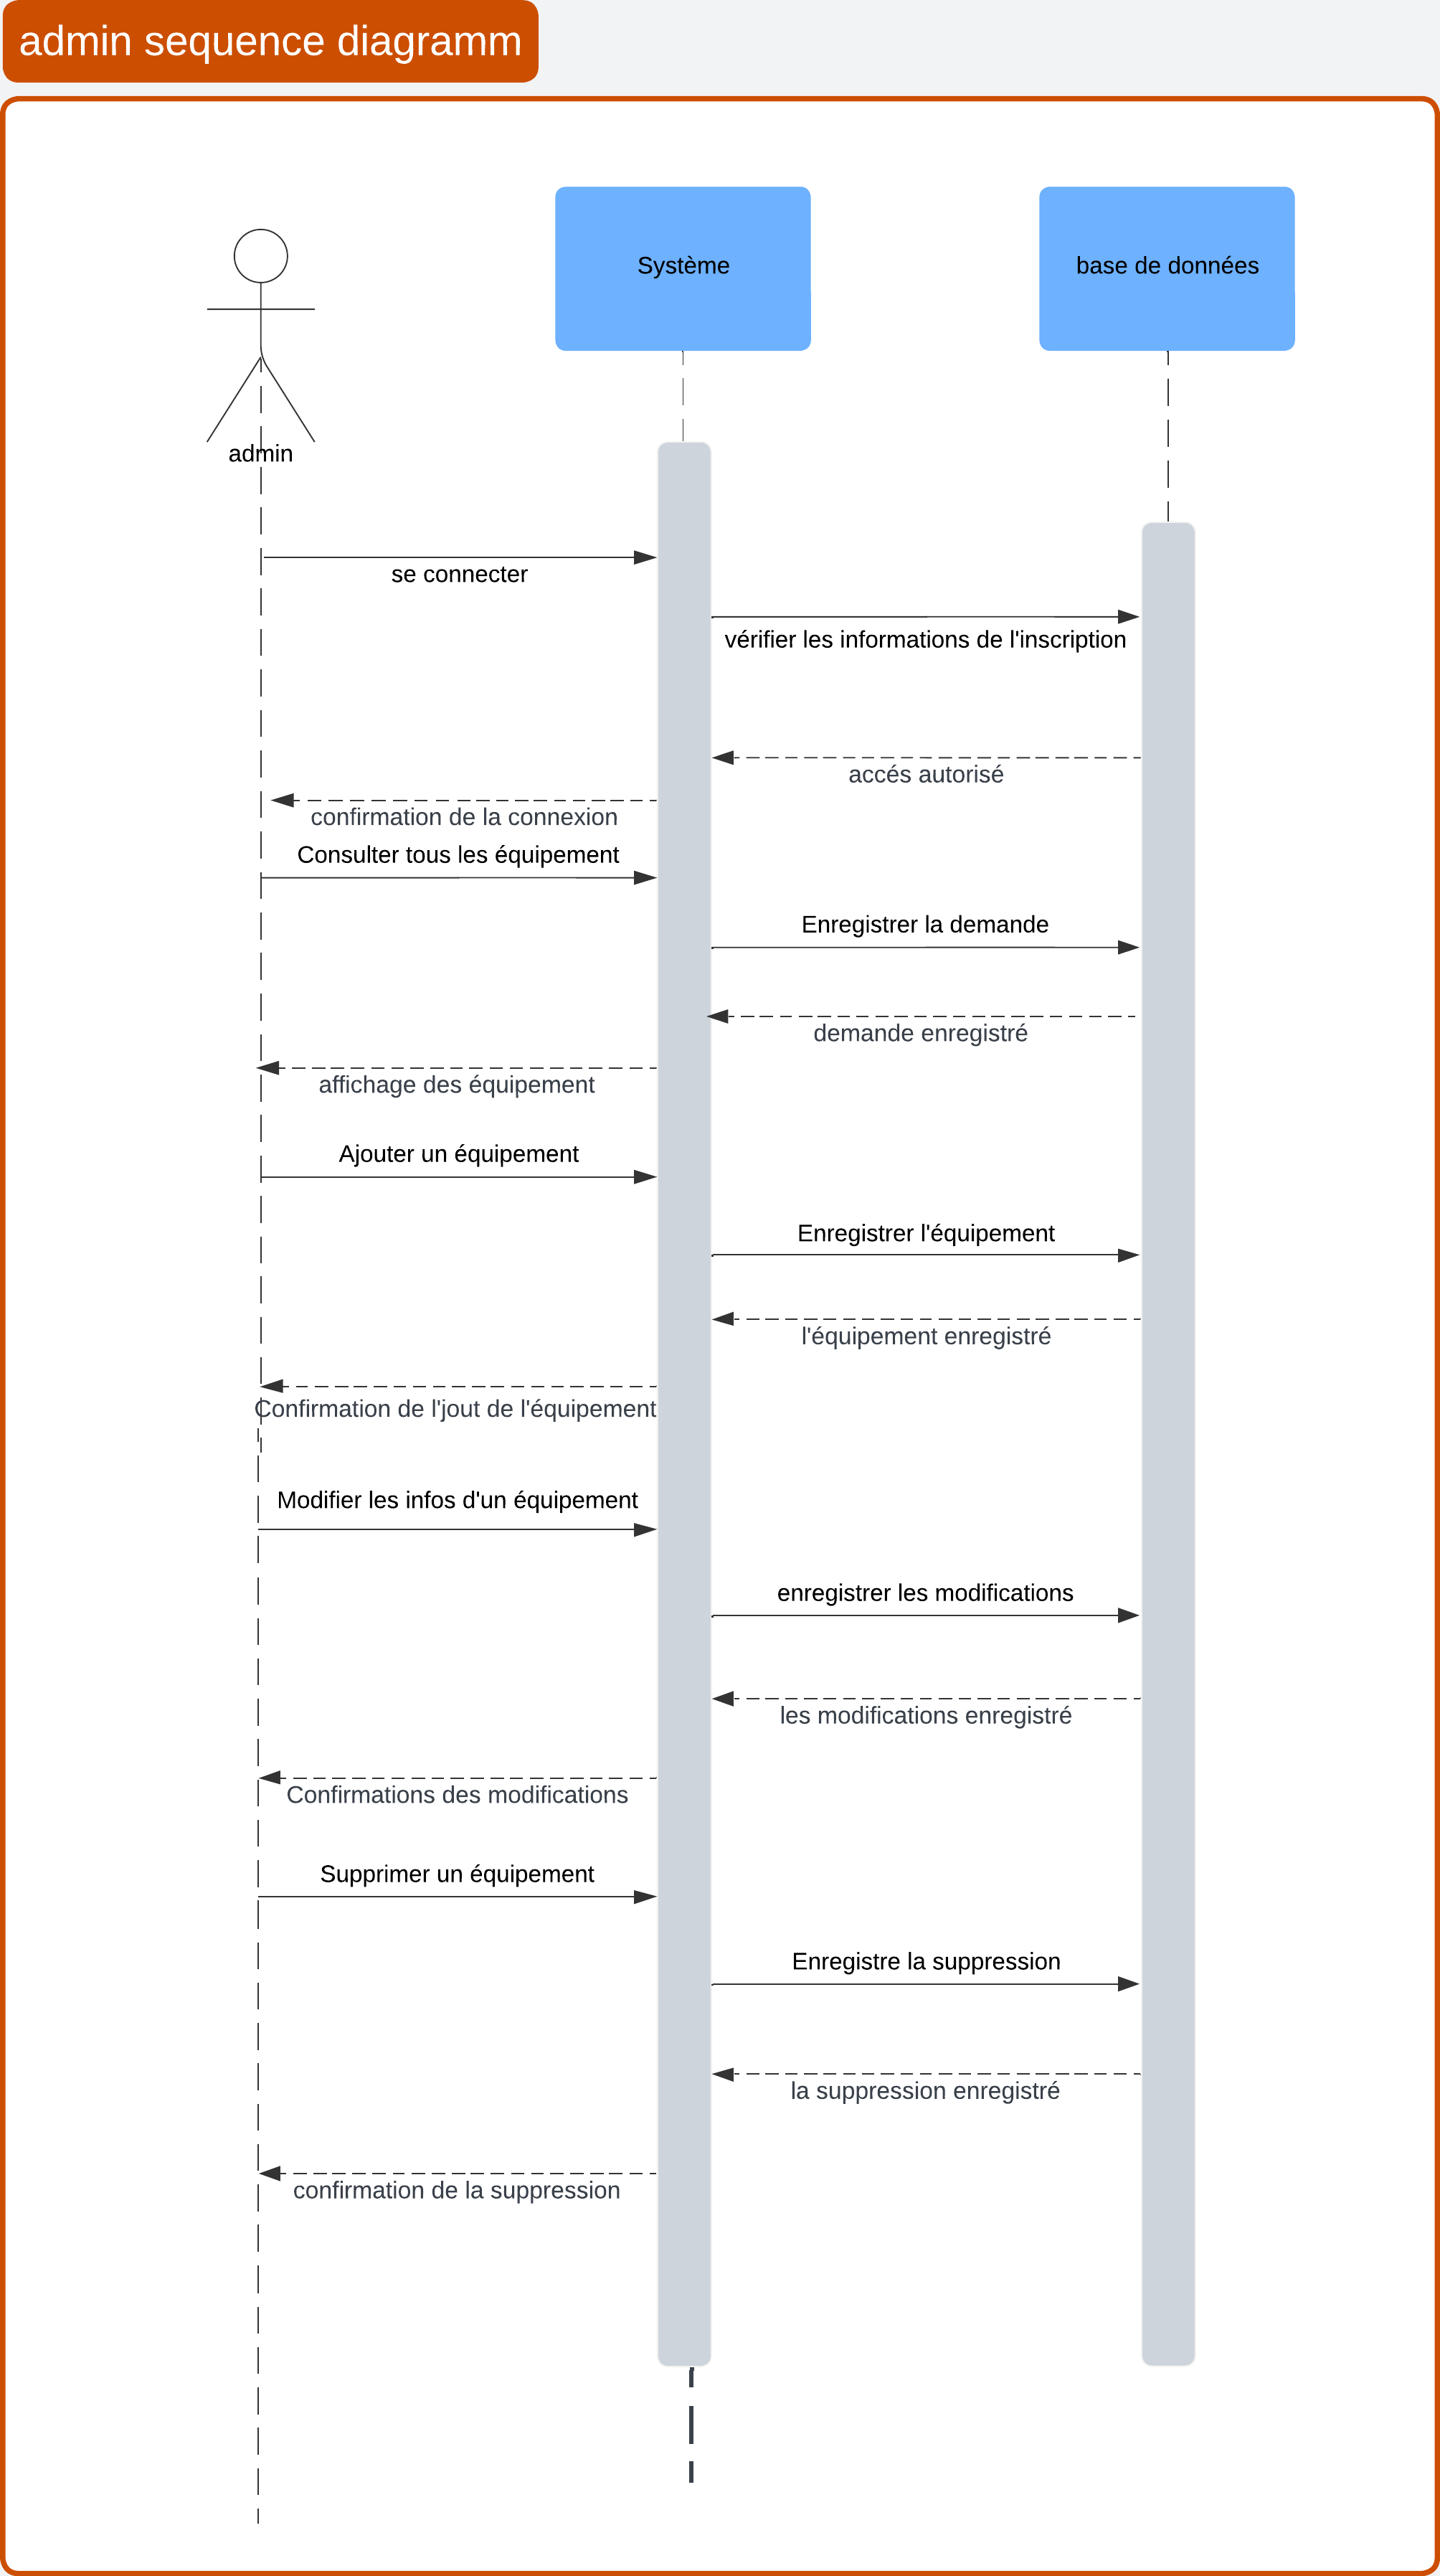 admin sequence diagramm
Système
base de données
admin
se connecter
vérifier les informations de l'inscription
accés autorisé
confirmation de la connexion
Consulter tous les équipement
Enregistrer la demande
demande enregistré
affichage des équipement
Ajouter un équipement
Enregistrer l'équipement
l'équipement enregistré
Confirmation de l'jout de l'équipement
Modifier les infos d'un équipement
enregistrer les modifications
les modifications enregistré
Confirmations des modifications
Supprimer un équipement
Enregistre la suppression
la suppression enregistré
confirmation de la suppression